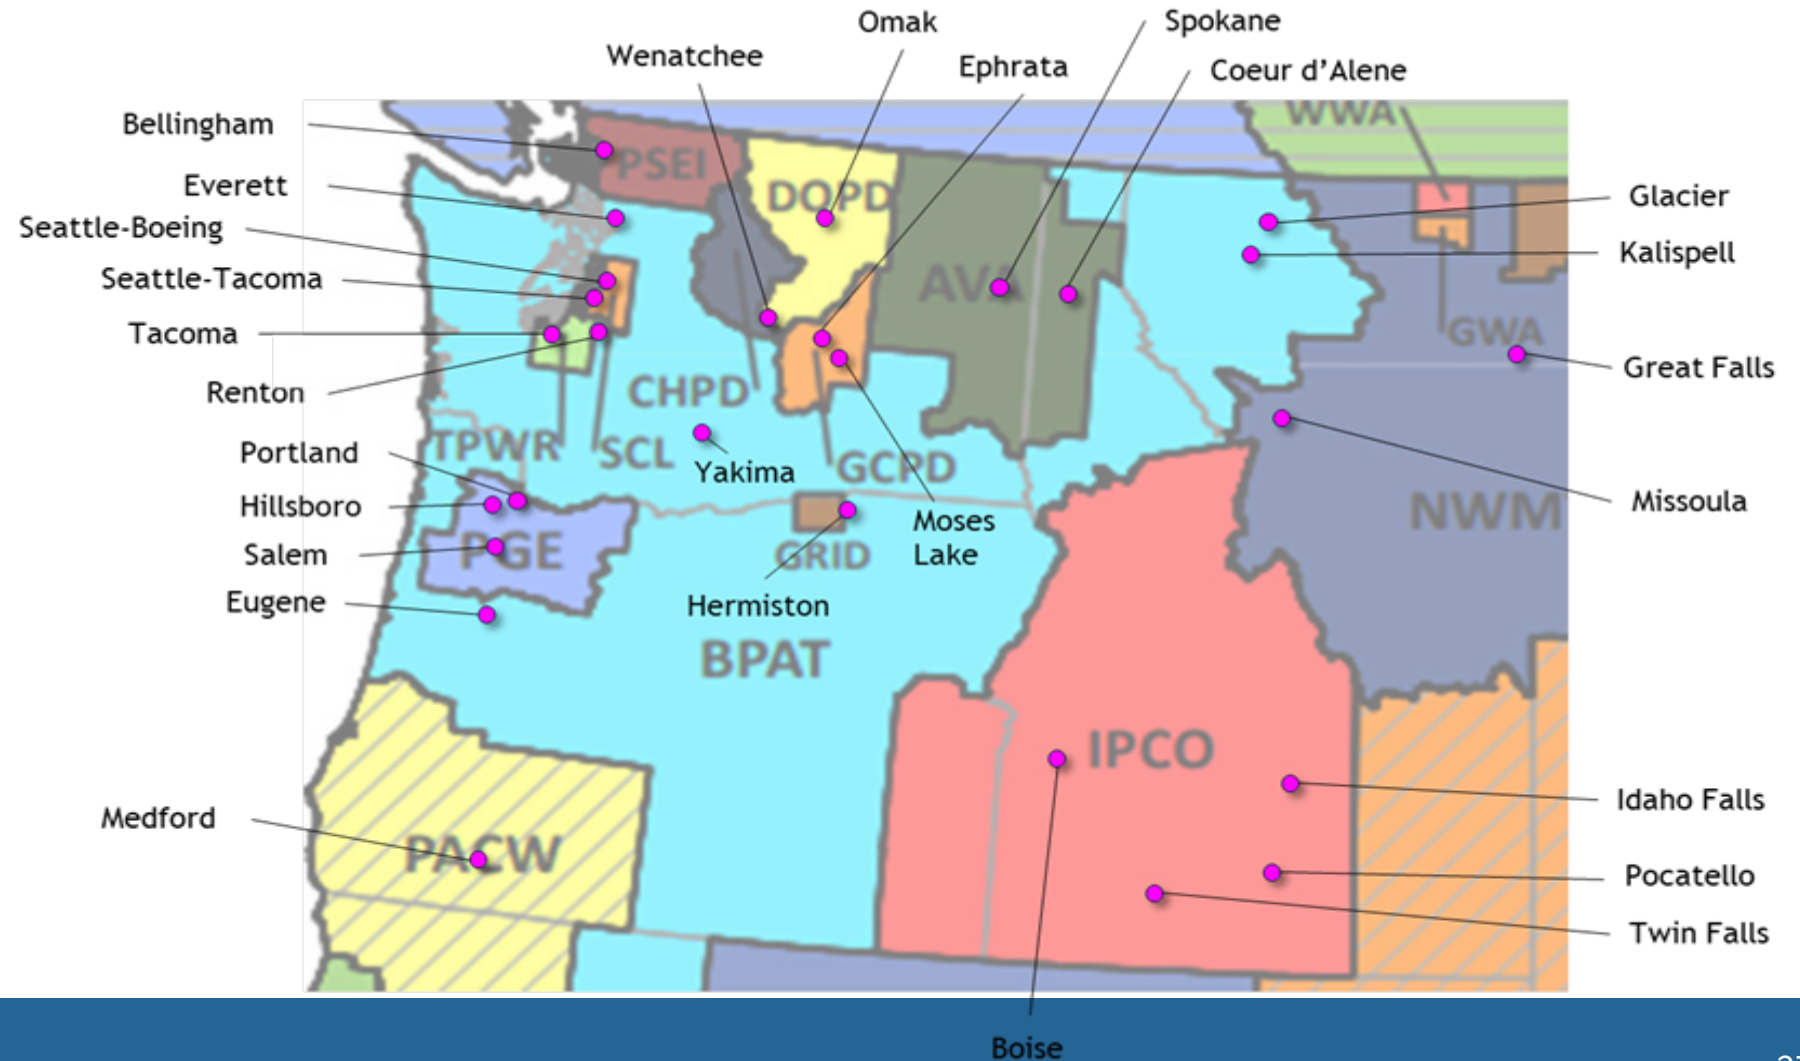 Omak
Spokane
Wenatchee
Ephrata
Coeur d’Alene
WWA
Bellingham
PSEI
Everett
DOPD
Glacier
Seattle-Boeing
Kalispell
Seattle-Tacoma
AVA
Tacoma
GWA
Renton
Great Falls
CHPD
TPWR
SCL
Portland
Yakima
GCPD
Missoula
Hillsboro
NWM
Moses
Lake
Salem
PGE
GRID
Eugene
Hermiston
BPAT
IPCO
Idaho Falls
Medford
PACW
Pocatello
Twin Falls
Boise